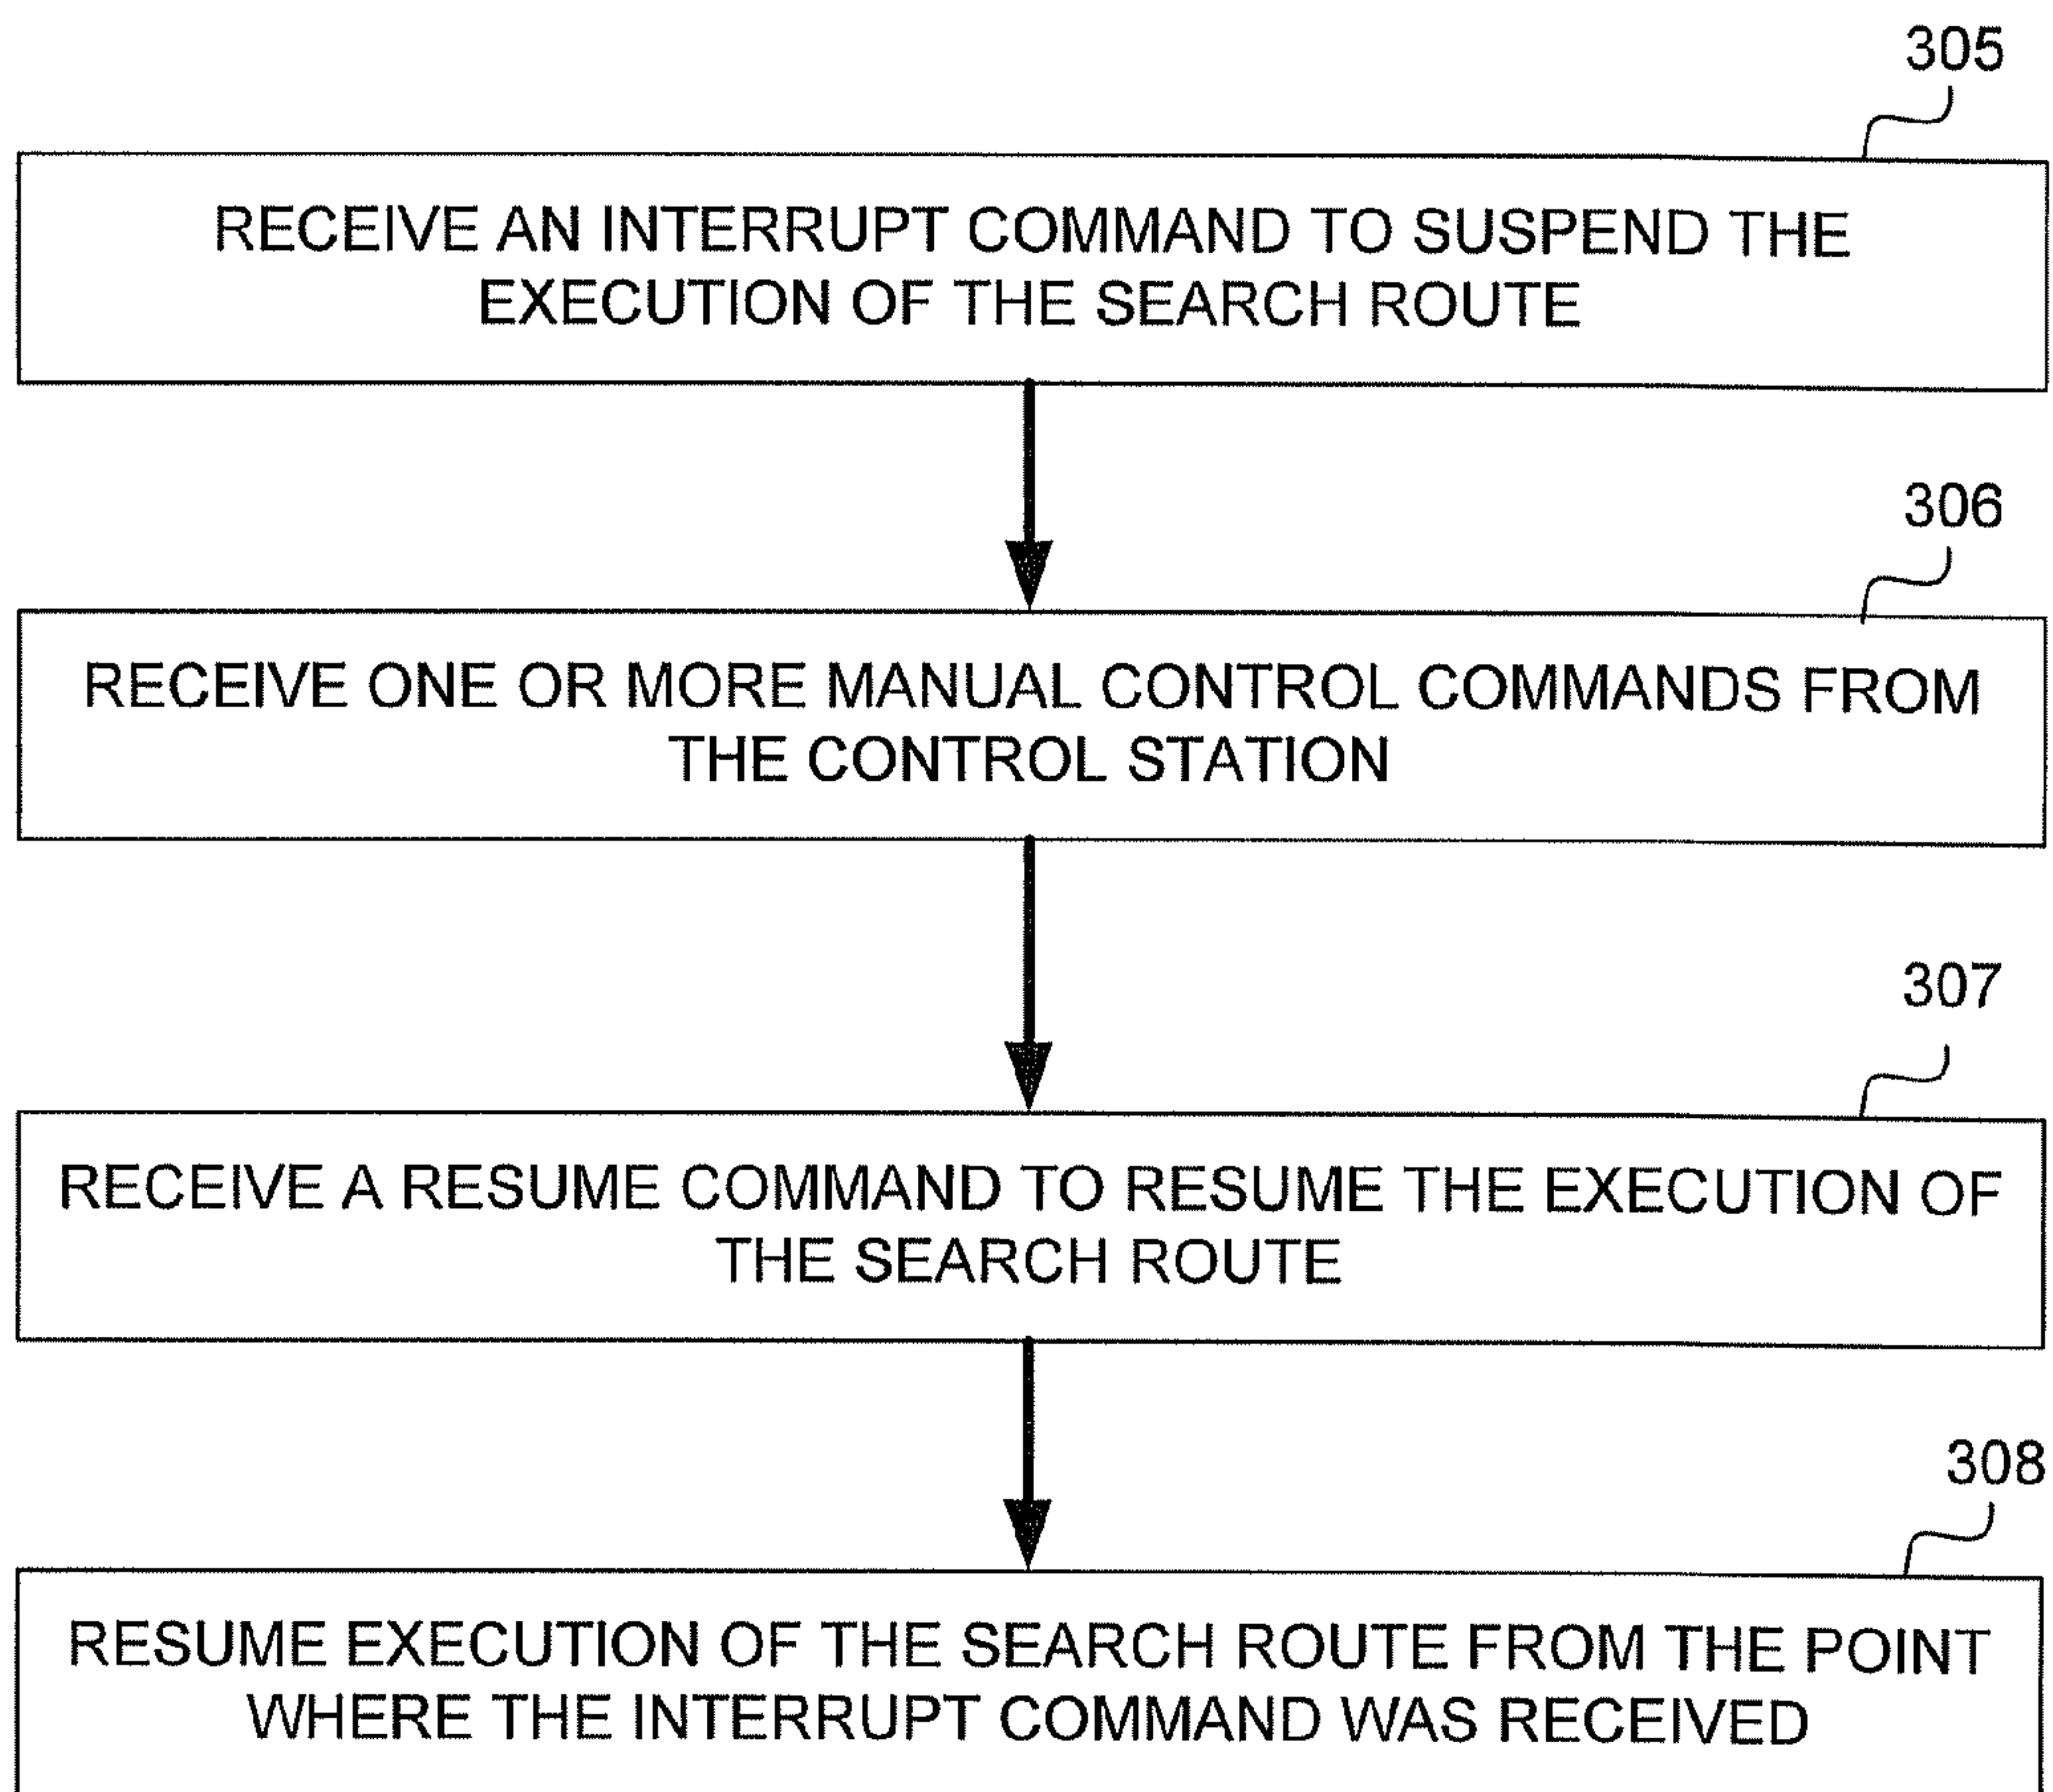 305
RECEIVE AN INTERRUPT COMMAND TO SUSPEND THE
EXECUTION OF THE SEARCH ROUTE
306
RECEIVE ONE OR MORE MANUAL CONTROL COMMANDS FROM
THE CONTROL STATION
307
RECEIVE A RESUME COMMAND TO RESUME THE EXECUTION OF
THE SEARCH ROUTE
308
RESUME EXECUTION OF THE SEARCH ROUTE FROM THE POINT
WHERE THE INTERRUPT COMMAND WAS RECEIVED